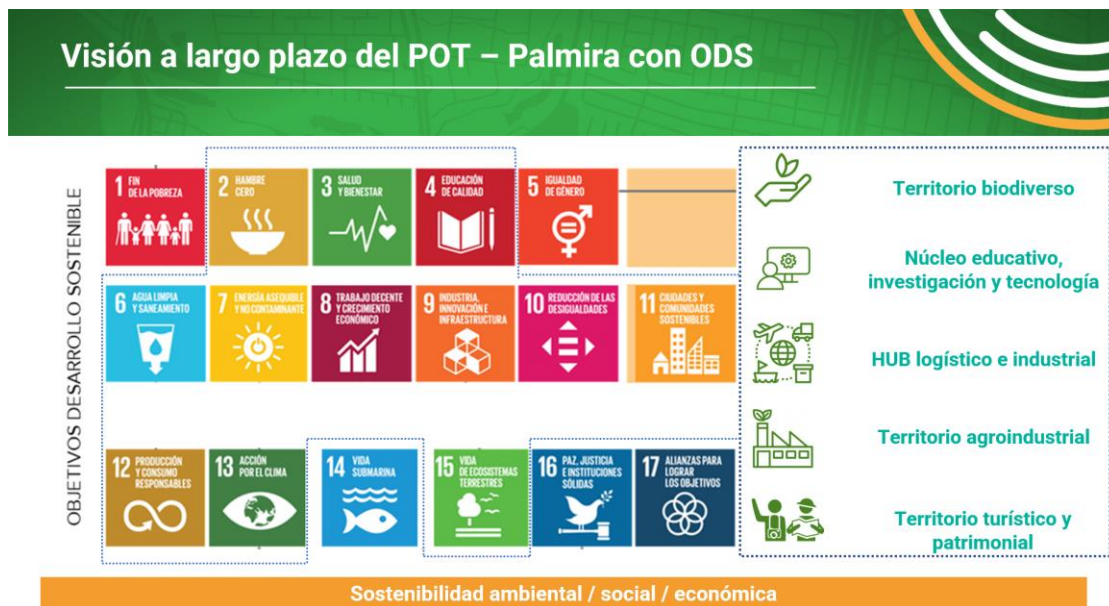 Visión a largo plazo del POT – Palmira con ODS
OBJETIVOS DESARROLLO SOSTENIBLE
1 FIN
DE LA POBREZA
2 HAMBRE
CERO
3 SALUD
Y BIENESTAR
4 EDUCACIÓN
DE CALIDAD
5 IGUALDAD
DE GÉNERO
6 AGUA LIMPIA
Y SANEAMIENTO
7 ENERGÍA ASEQUIBLE
Y NO CONTAMINANTE
8 TRABAJO DECENTE
Y CRECIMIENTO
ECONÓMICO
9 INDUSTRIA,
INNOVACIÓN E
INFRAESTRUCTURA
10 REDUCCIÓN DE LAS
DESIGUALDADES
11 CIUDADES Y
COMUNIDADES
SOSTENIBLES
12 PRODUCCIÓN
Y CONSUMO
RESPONSABLES
13 ACCIÓN
POR EL CLIMA
14 VIDA
SUBMARINA
15 VIDA
DE ECOSISTEMAS
TERRESTRES
16 PAZ, JUSTICIA
E INSTITUCIONES
SÓLIDAS
17 ALIANZAS PARA
LOGRAR
LOS OBJETIVOS
Territorio biodiverso
Núcleo educativo,
investigación y tecnología
HUB logístico e industrial
Territorio agroindustrial
Territorio turístico y
patrimonial
Sostenibilidad ambiental / social / económica